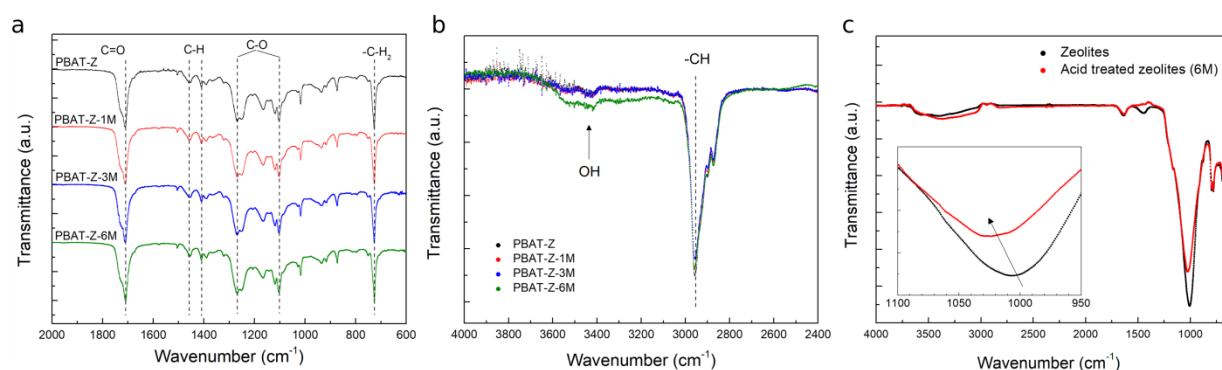 a
C=O
C-H
C-O
-C-H2
PBAT-Z
PBAT-Z-1M
PBAT-Z-3M
PBAT-Z-6M
Transmittance (a.u.)
2000 1800 1600 1400 1200 1000 800 600
Wavenumber (cm-1)
b
-CH
OH
PBAT-Z
PBAT-Z-1M
PBAT-Z-3M
PBAT-Z-6M
Transmittance (a.u.)
4000 3800 3600 3400 3200 3000 2800 2600 2400
Wavenumber (cm-1)
c
Zeolites
Acid treated zeolites (6M)
Transmittance (a.u.)
1100 1050 1000 950
4000 3500 3000 2500 2000 1500 1000
Wavenumber (cm-1)